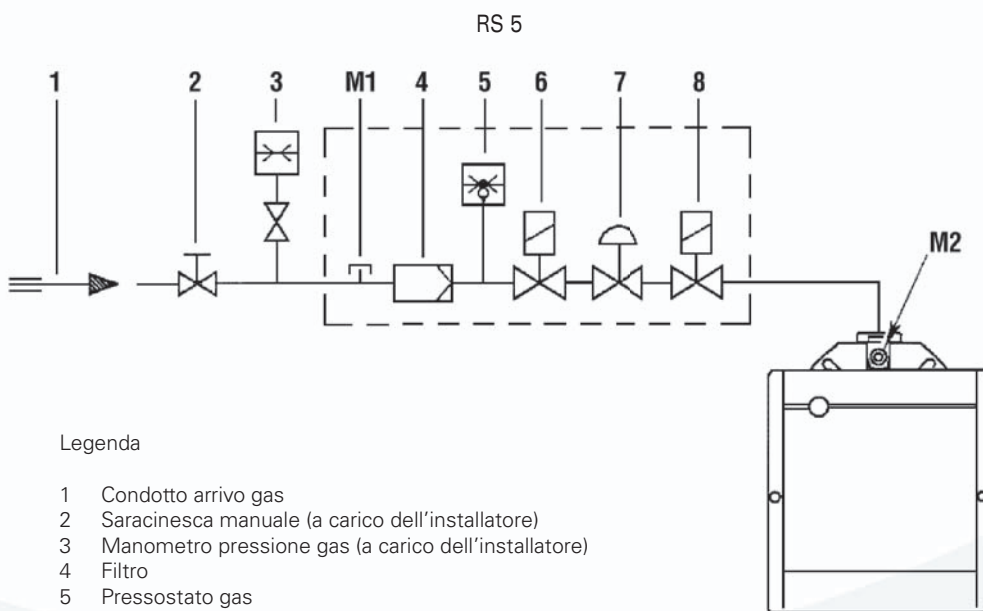 RS 5
1 2 3 M1 4 5 6 7 8
M2
Legenda
1 Condotto arrivo gas
2 Saracinesca manuale (a carico dell'installatore)
3 Manometro pressione gas (a carico dell'installatore)
4 Filtro
5 Pressostato gas